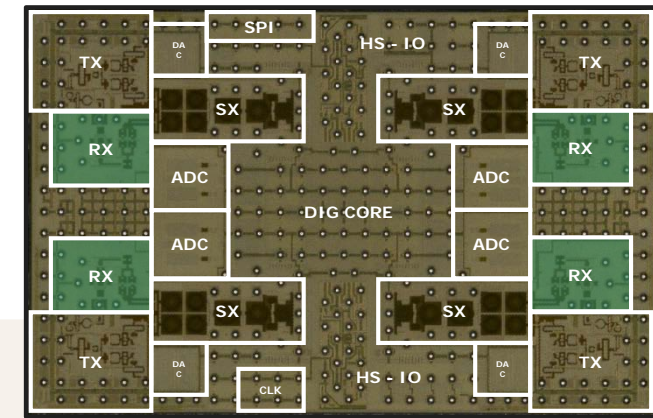 SPI
DA
C
HS - IO
DA
C
TX
TX
SX
SX
RX
RX
ADC
ADC
DIG CORE
ADC
ADC
RX
RX
SX
SX
TX
DA
C
CLK
HS - IO
DA
C
TX